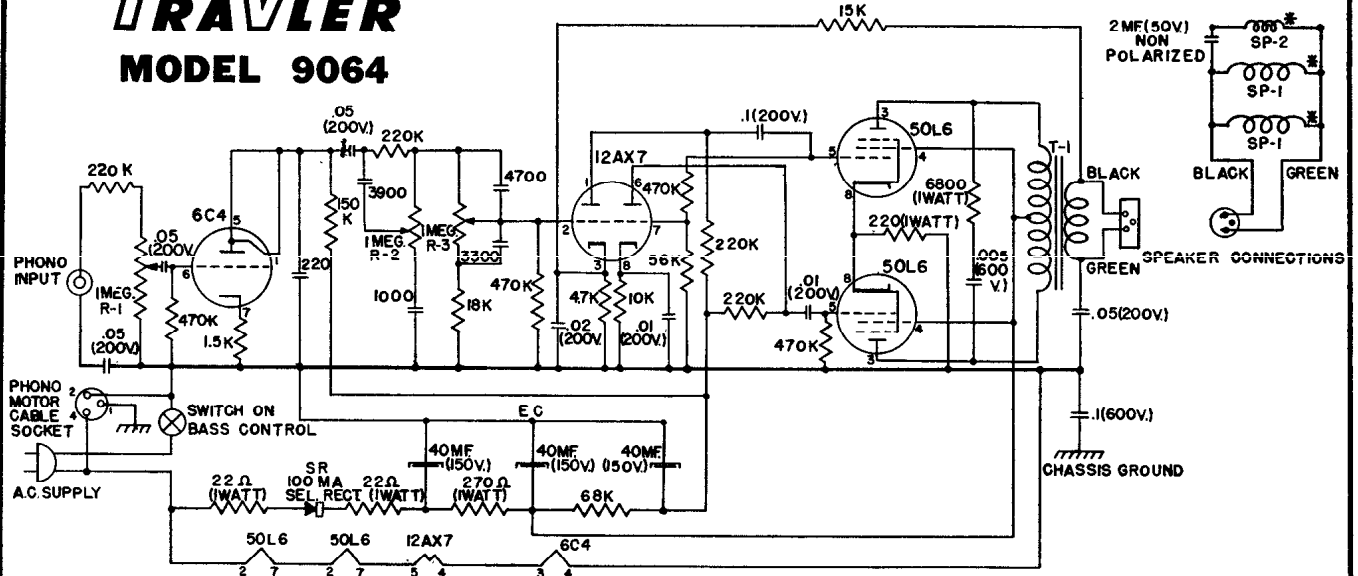 TRAVLER
MODEL 9064
15K
2MF.(50V.)
NON
POLARIZED
SP-2
SP-1
SP-1
BLACK
GREEN
SPEAKER CONNECTIONS
PHONO
INPUT
220K
1MEG.
R-1
.05
(200V.)
.05
(200V.)
470K
6C4
5
6
1
7
1.5K
220
150
K
.05
(200V.)
220K
3900
1MEG.
R-2
1000
1MEG.
R-3
18K
4700
3300
470K
12AX7
1
6
2
7
3
8
4.7K
10K
.02
(200V.
.01
(200V.)
470K
56K
220K
.1(200V.)
220K
.01
(200V.)
470K
50L6
3
5
4
8
50L6
8
5
4
3
6800
(1WATT)
220(1WATT)
.005
(600
V.)
T-1
BLACK
GREEN
.05(200V.)
.1(600V.)
CHASSIS GROUND
PHONO
MOTOR
CABLE
SOCKET
2
1
4
SWITCH ON
BASS CONTROL
A.C. SUPPLY
22Ω
(1WATT)
SR
100 MA
SEL. RECT.
22Ω
(1WATT)
270Ω
(1WATT)
68K
E C
40MF.
(150V.)
40MF.
(150V.)
40MF.
(150V.)
50L6
2 7
50L6
2 7
12AX7
5 4
6C4
3 4